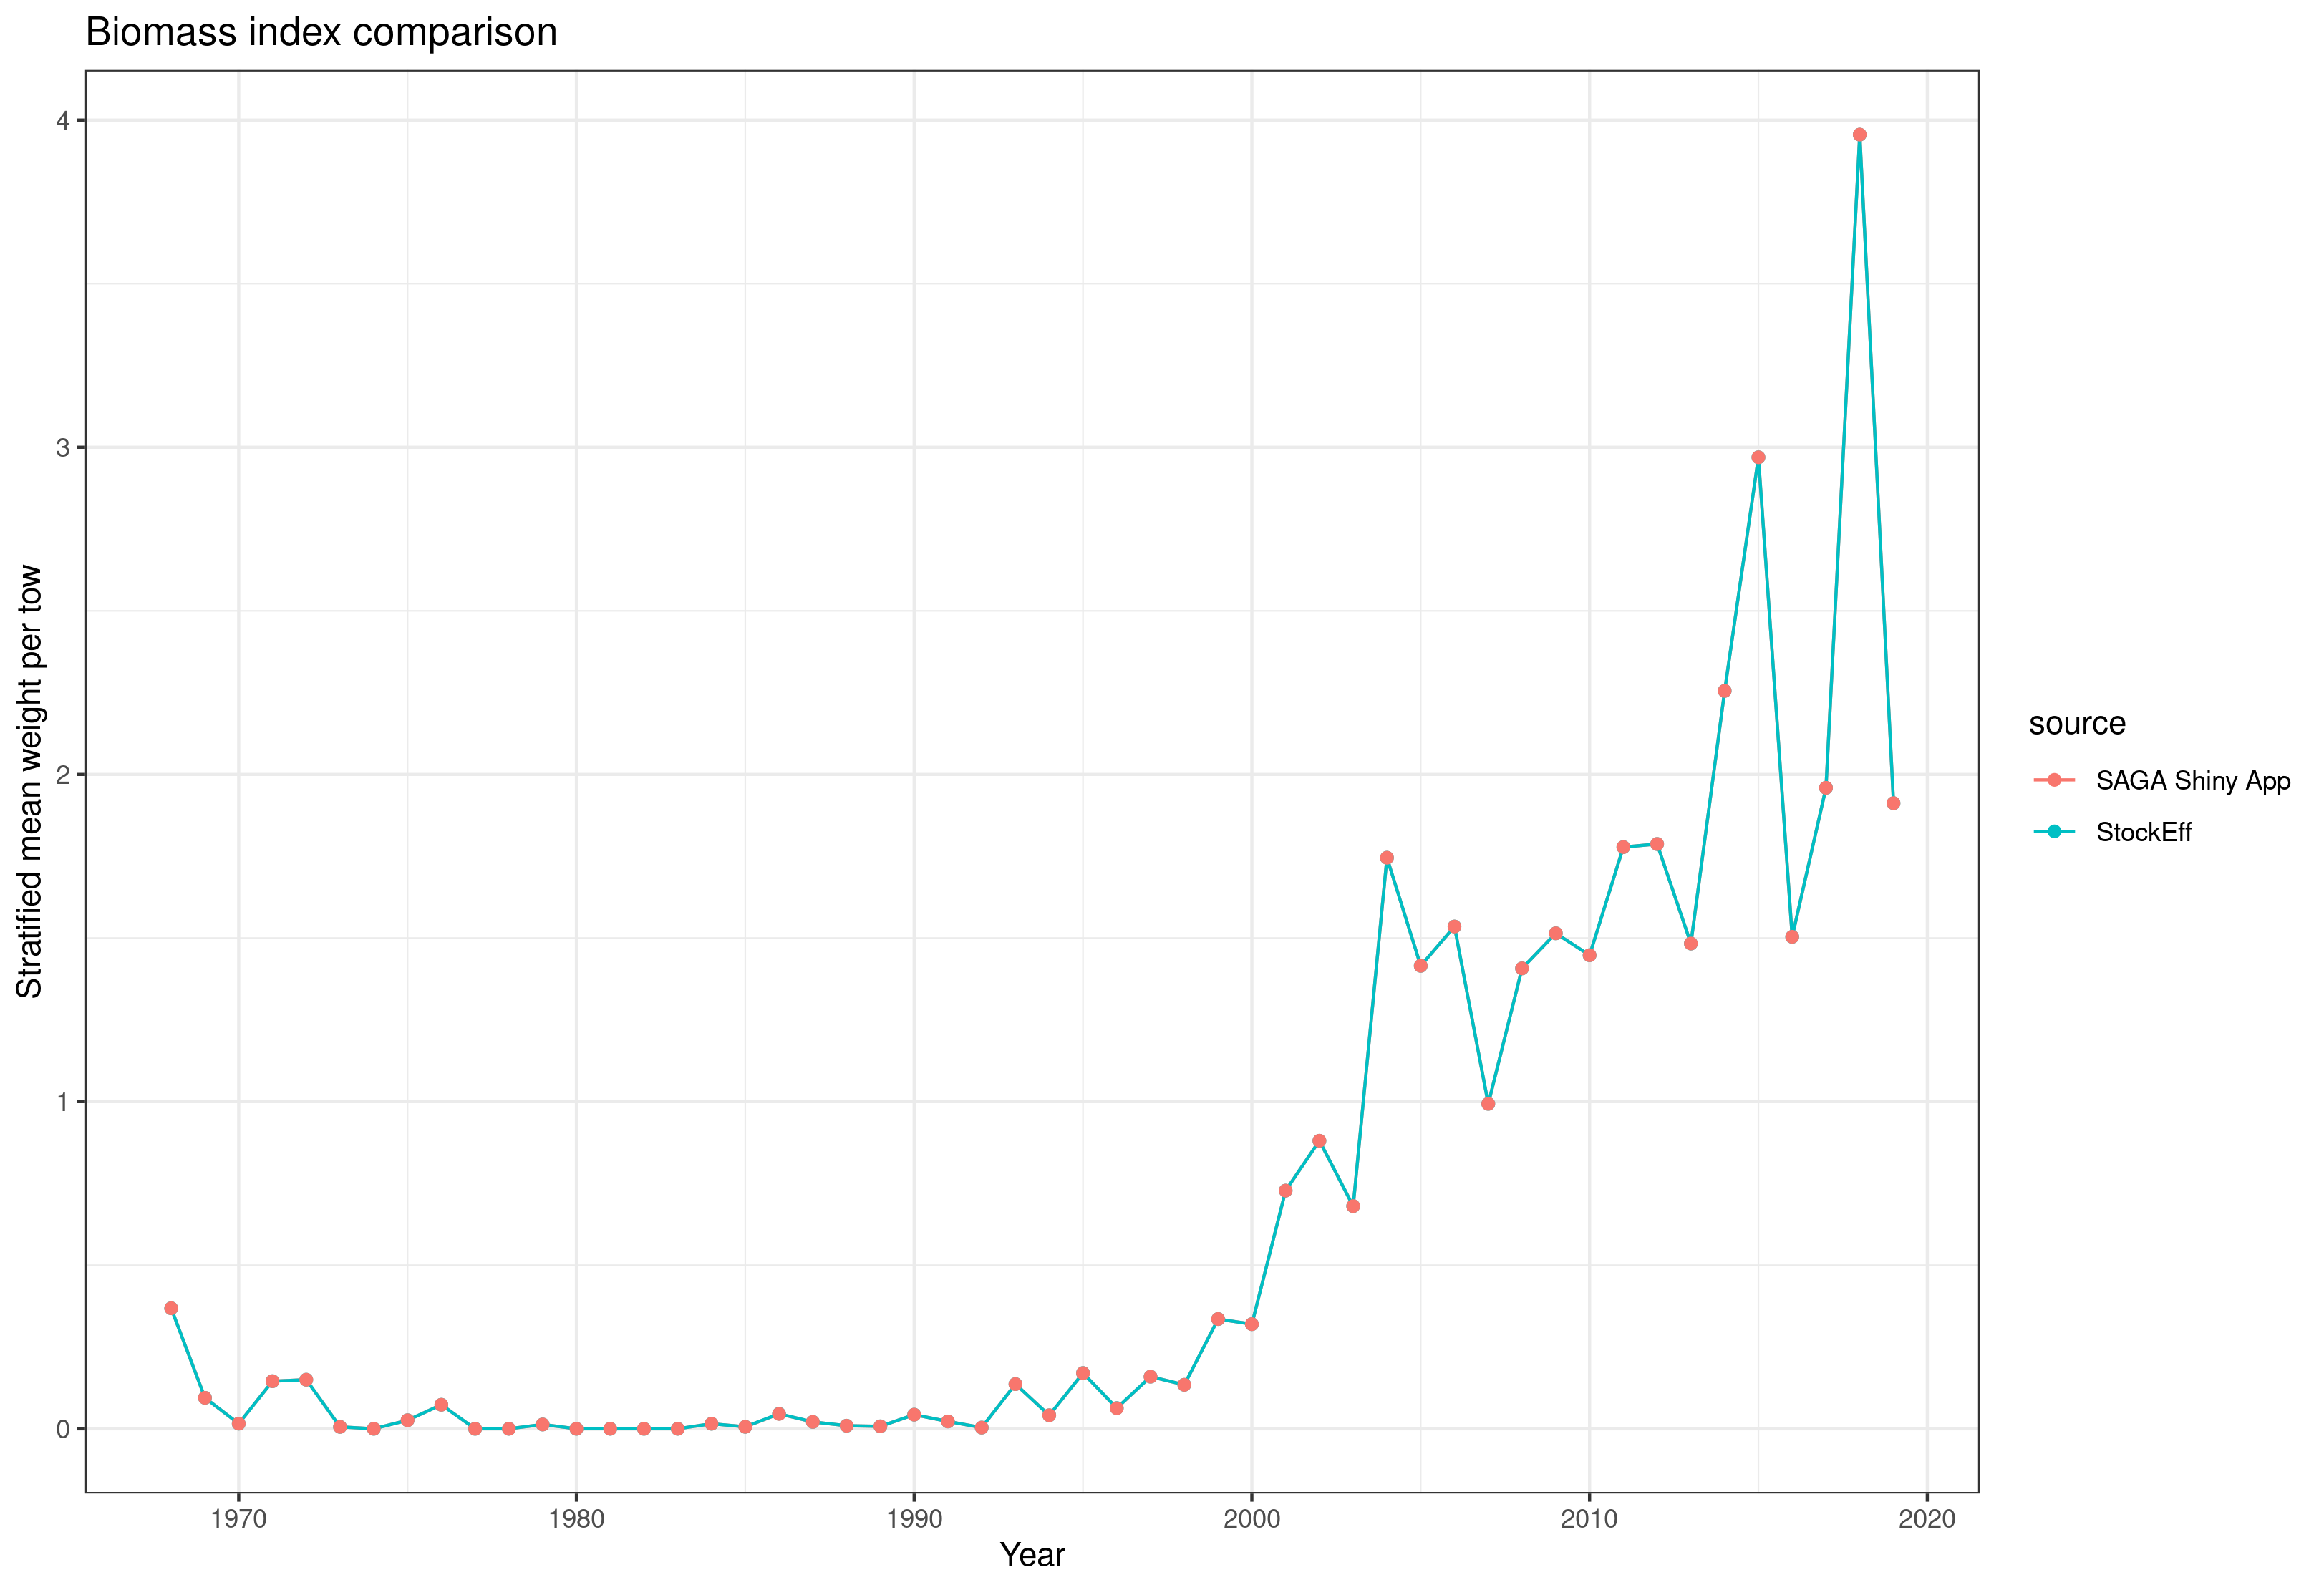 Biomass index comparison
Stratified mean weight per tow
4
3
2
1
0
1970
1980
1990
2000
2010
2020
Year
source
SAGA Shiny App
StockEff